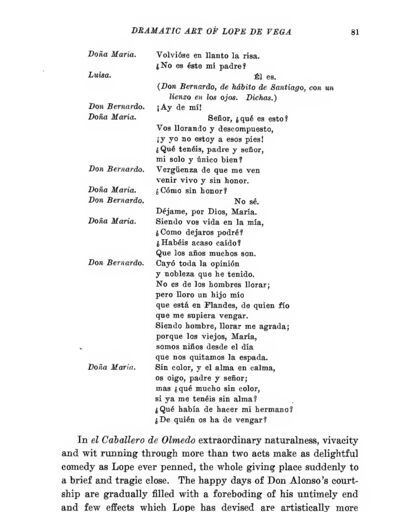 DRAMATIC ART OF LOPE DE VEGA 81
Doña Maria. Volvióse en llanto la risa.
¿No es éste mi padre?
Luisa. Él es.
(Don Bernardo, de hábito de Santiago, con un
lienzo en los ojos. Dichas.)
Don Bernardo. ¡Ay de mí!
Doña Maria. Señor, ¿qué es esto?
Vos llorando y descompuesto,
¡y yo no estoy a esos pies!
¿Qué tenéis, padre y señor,
mi solo y único bien?
Don Bernardo. Vergüenza de que me ven
venir vivo y sin honor.
Doña Maria. ¿Cómo sin honor?
Don Bernardo. No sé.
Déjame, por Dios, María.
Doña Maria. Siendo vos vida en la mía,
¿Como dejaros podré?
¿Habéis acaso caído?
Que los años muchos son.
Don Bernardo. Cayó toda la opinión
y nobleza que he tenido.
No es de los hombres llorar;
pero lloro un hijo mío
que está en Flandes, de quien fío
que me supiera vengar.
Siendo hombre, llorar me agrada;
porque los viejos, María,
somos niños desde el día
que nos quitamos la espada.
Doña Maria. Sin color, y el alma en calma,
os oigo, padre y señor;
mas ¿qué mucho sin color,
si ya me tenéis sin alma?
¿Qué había de hacer mi hermano?
¿De quién os ha de vengar?
In el Caballero de Olmedo extraordinary naturalness, vivacity
and wit running through more than two acts make as delightful
comedy as Lope ever penned, the whole giving place suddenly to
a brief and tragic close. The happy days of Don Alonso's court-
ship are gradually filled with a foreboding of his untimely end
and few effects which Lope has devised are artistically more